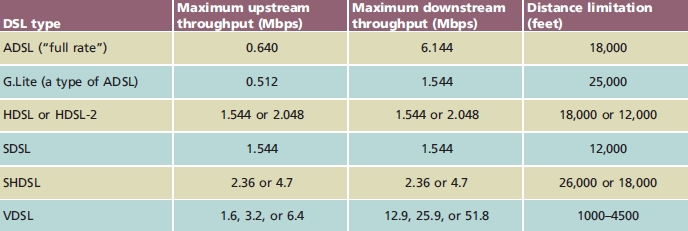 DSL type Maximum upstream throughput (Mbps) Maximum downstream throughput (Mbps) Distance limitation (feet)
ADSL (“full rate”) 0.640 6.144 18,000
G.Lite (a type of ADSL) 0.512 1.544 25,000
HDSL or HDSL-2 1.544 or 2.048 1.544 or 2.048 18,000 or 12,000
SDSL 1.544 1.544 12,000
SHDSL 2.36 or 4.7 2.36 or 4.7 26,000 or 18,000
VDSL 1.6, 3.2, or 6.4 12.9, 25.9, or 51.8 1000–4500